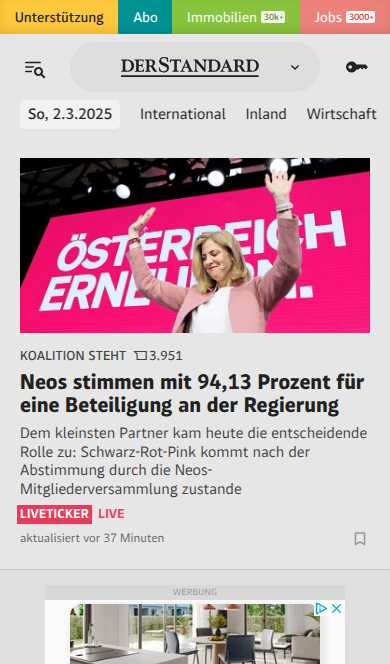 Unterstützung Abo Immobilien 30k+ Jobs 3000+
DERSTANDARD
So, 2.3.2025 International Inland Wirtschaft
ÖSTERREICH
ERNEUERN.
KOALITION STEHT 3.951
Neos stimmen mit 94,13 Prozent für
eine Beteiligung an der Regierung
Dem kleinsten Partner kam heute die entscheidende
Rolle zu: Schwarz-Rot-Pink kommt nach der
Abstimmung durch die Neos-
Mitgliederversammlung zustande
LIVETICKER LIVE
aktualisiert vor 37 Minuten
WERBUNG